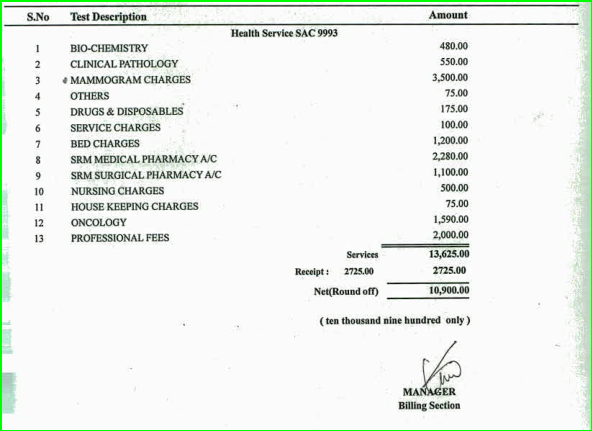 S.No Test Description Amount
Health Service SAC 9993
1 BIO-CHEMISTRY 480.00
2 CLINICAL PATHOLOGY 550.00
3 MAMMOGRAM CHARGES 3,500.00
4 OTHERS 75.00
5 DRUGS & DISPOSABLES 175.00
6 SERVICE CHARGES 100.00
7 BED CHARGES 1,200.00
8 SRM MEDICAL PHARMACY A/C 2,280.00
9 SRM SURGICAL PHARMACY A/C 1,100.00
10 NURSING CHARGES 500.00
11 HOUSE KEEPING CHARGES 75.00
12 ONCOLOGY 1,590.00
13 PROFESSIONAL FEES 2,000.00
Services 13,625.00
Receipt : 2725.00 2725.00
Net(Round off) 10,900.00
( ten thousand nine hundred only )
MANAGER
Billing Section